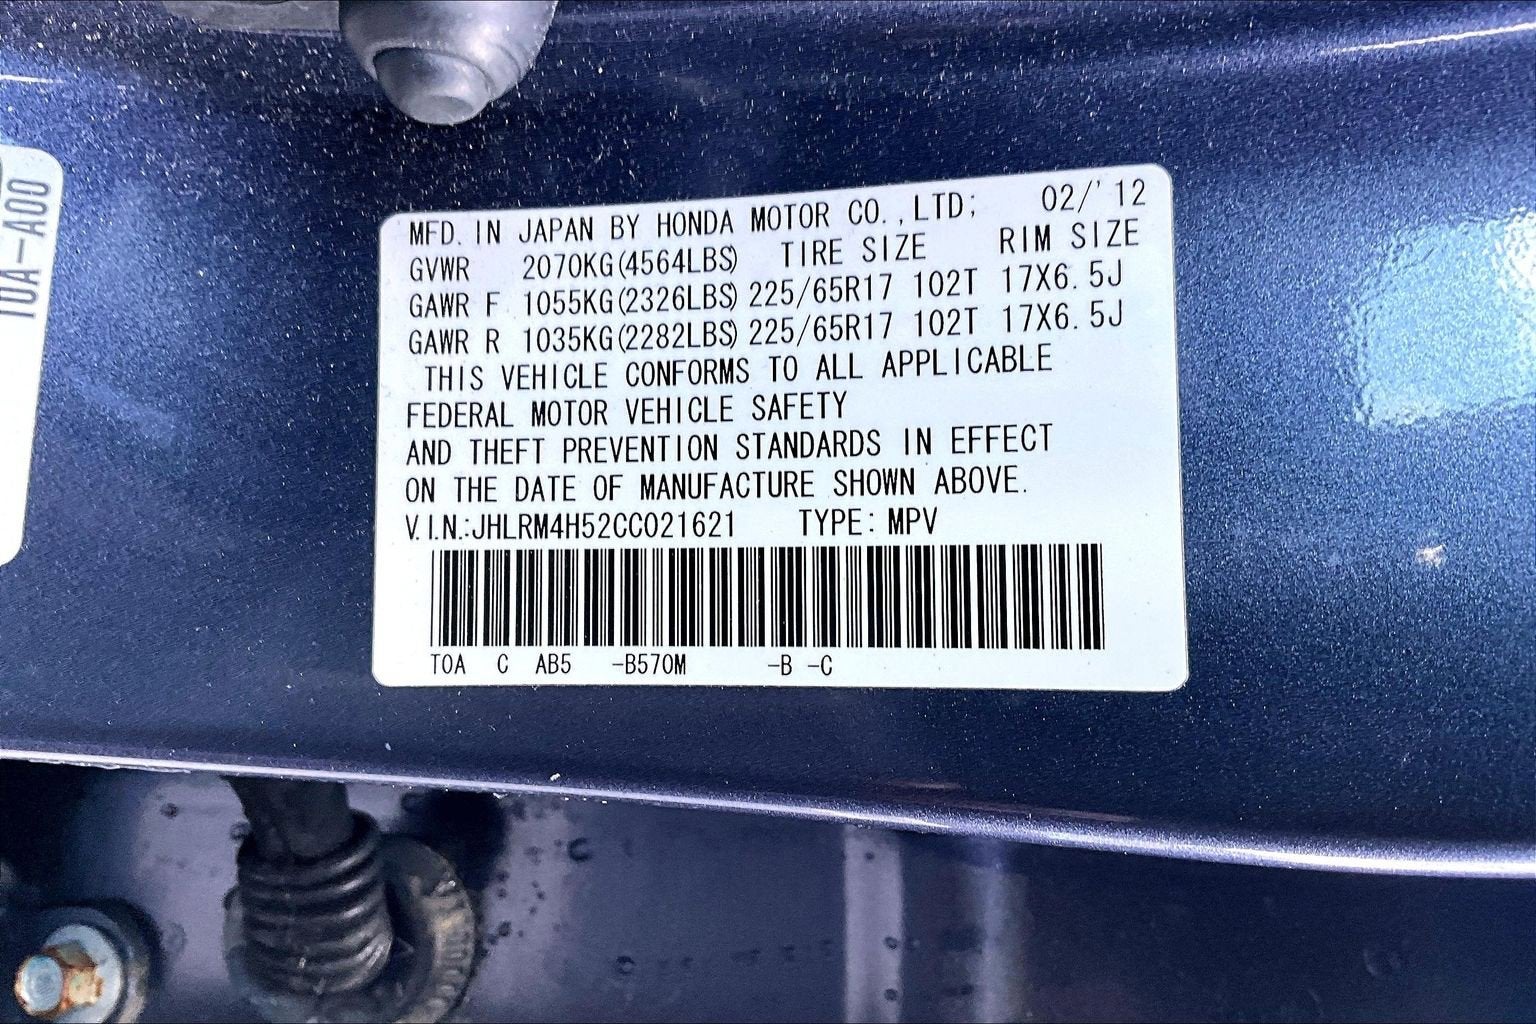 MFD. IN JAPAN BY HONDA MOTOR CO.,LTD; 02/'12
GVWR 2070KG(4564LBS) TIRE SIZE RIM SIZE
GAWR F 1055KG(2326LBS) 225/65R17 102T 17X6.5J
GAWR R 1035KG(2282LBS) 225/65R17 102T 17X6.5J
THIS VEHICLE CONFORMS TO ALL APPLICABLE
FEDERAL MOTOR VEHICLE SAFETY
AND THEFT PREVENTION STANDARDS IN EFFECT
ON THE DATE OF MANUFACTURE SHOWN ABOVE.
V.I.N.:JHLRM4H52CC021621 TYPE: MPV
T0A C AB5 -B570M -B -C
T0A-A00